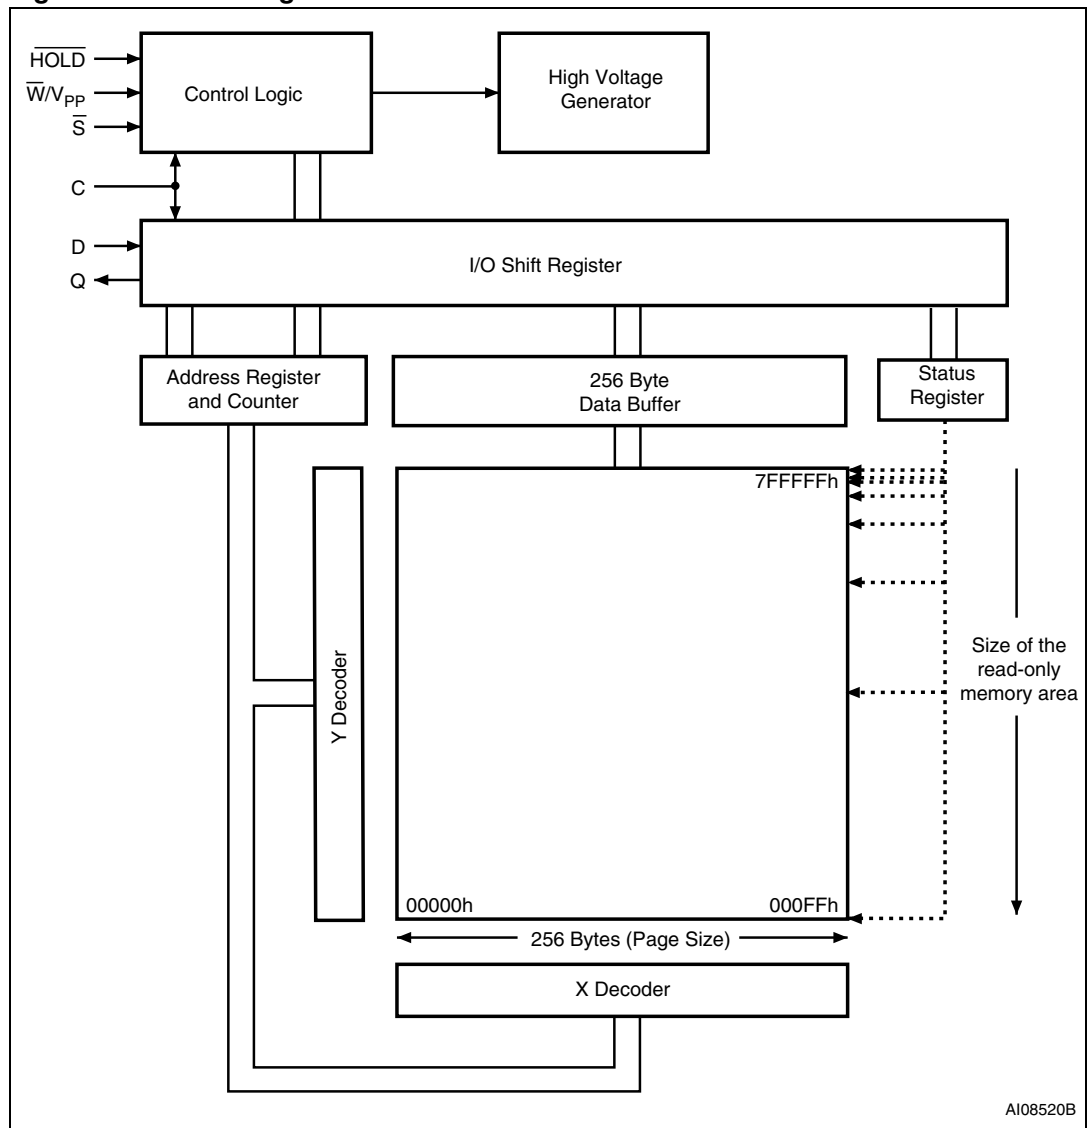 H̅O̅L̅D̅
W̅/VPP
S̅
C
D
Q
Control Logic
High Voltage
Generator
I/O Shift Register
Address Register
and Counter
256 Byte
Data Buffer
Status
Register
7FFFFFh
Y Decoder
Size of the
read-only
memory area
00000h
000FFh
256 Bytes (Page Size)
X Decoder
AI08520B